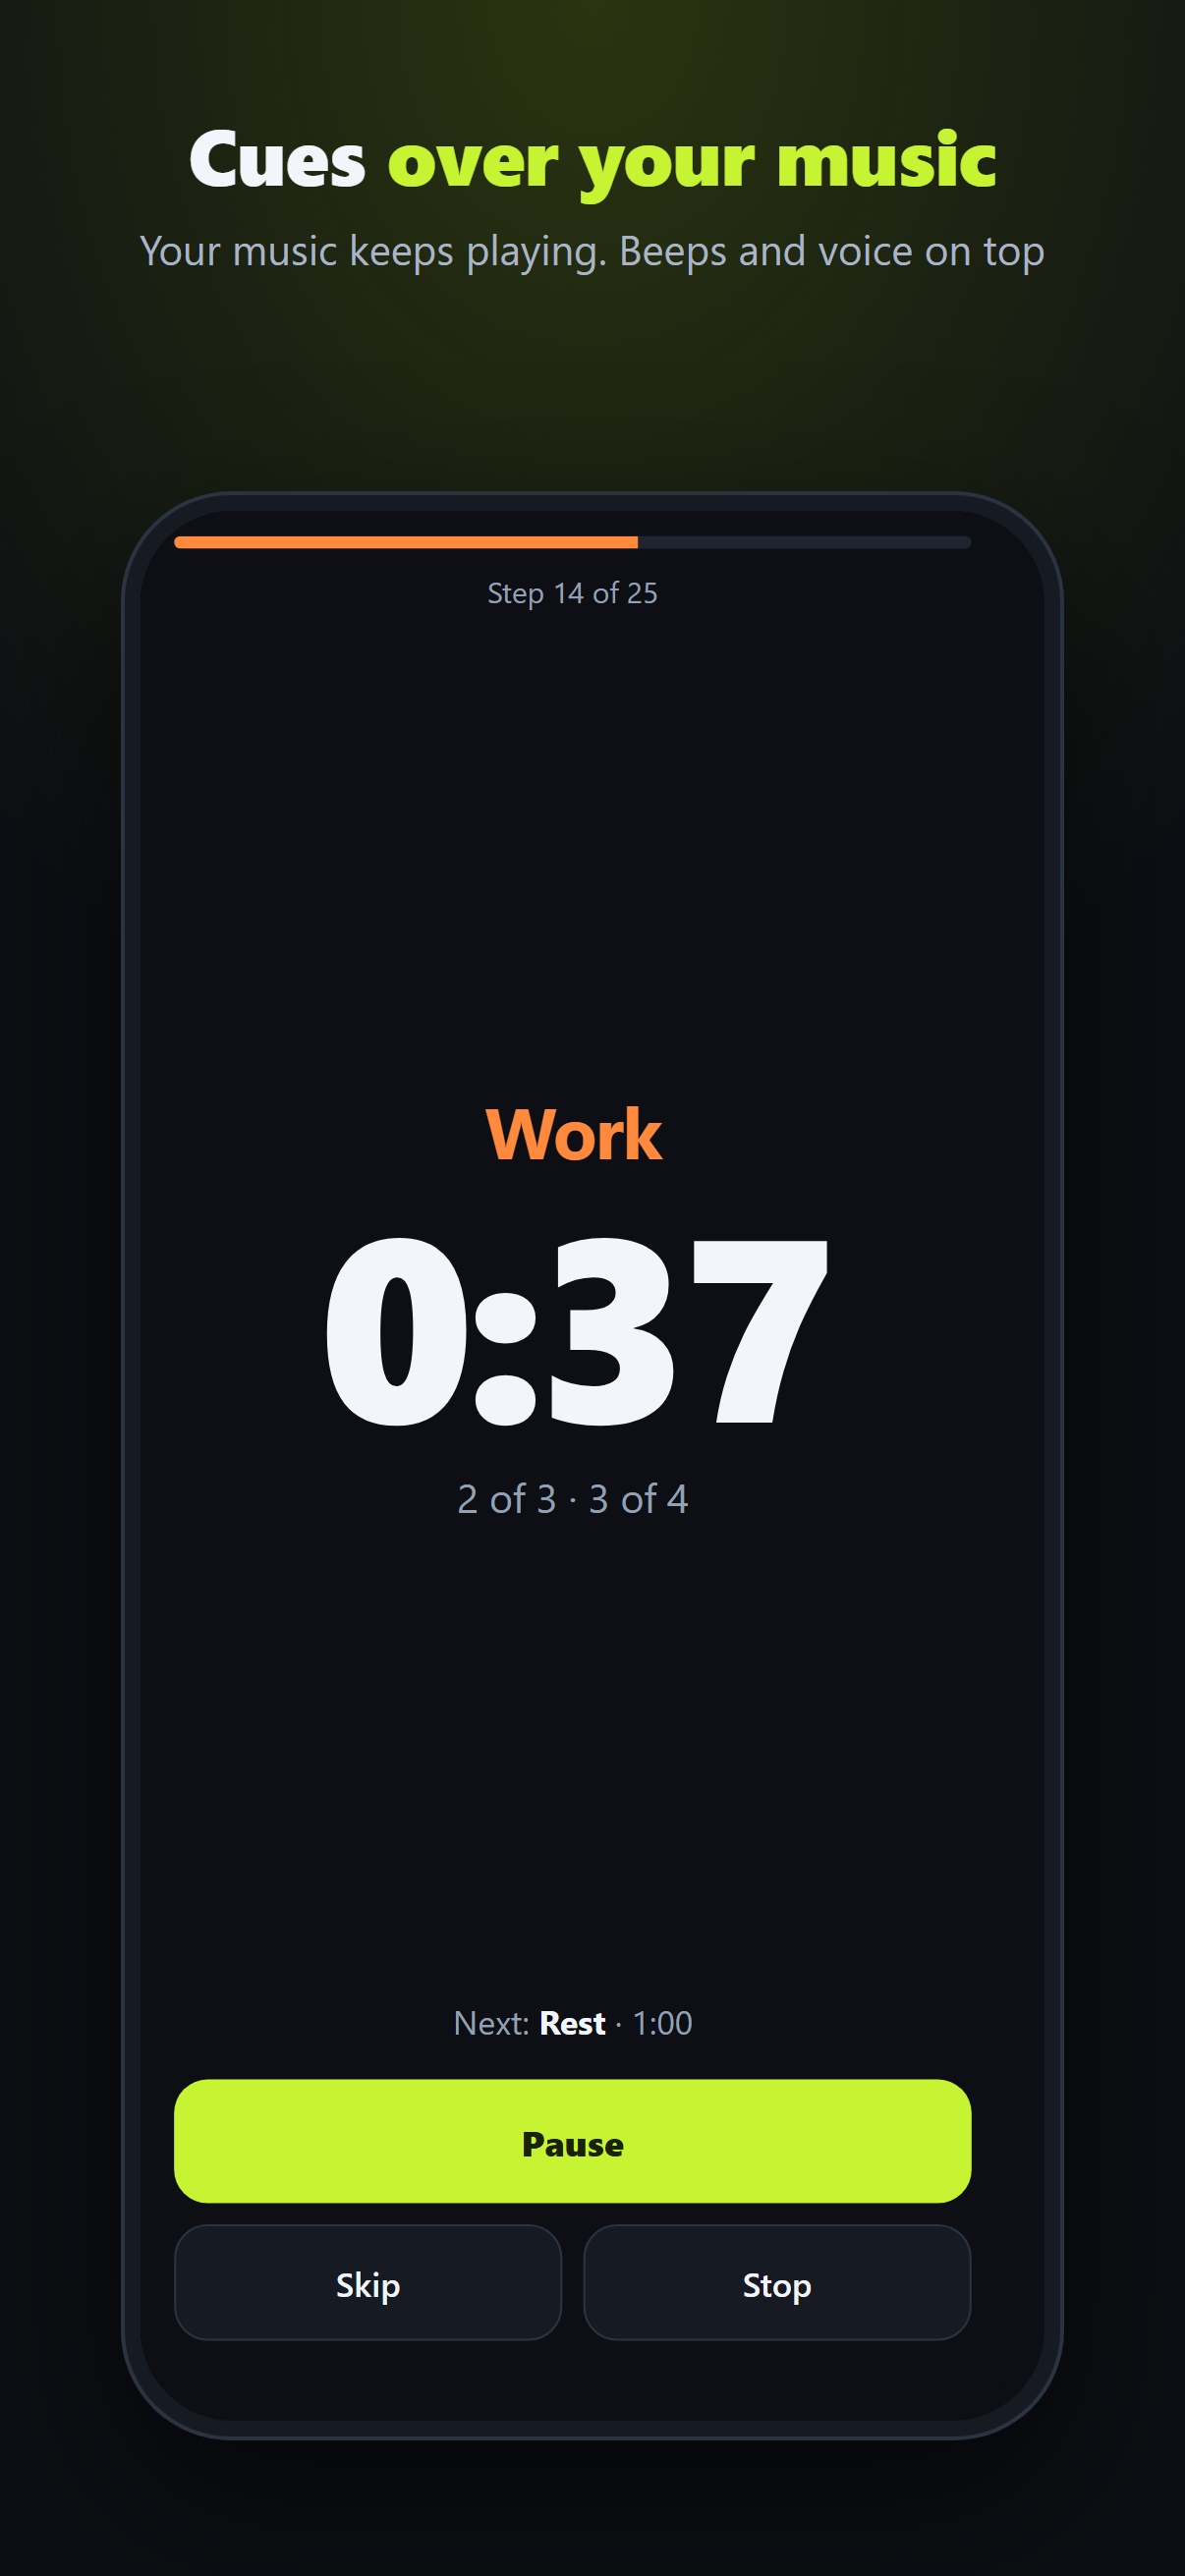 Cues over your music
Your music keeps playing. Beeps and voice on top
Step 14 of 25
Work
0:37
2 of 3 · 3 of 4
Next: Rest · 1:00
Pause
Skip
Stop